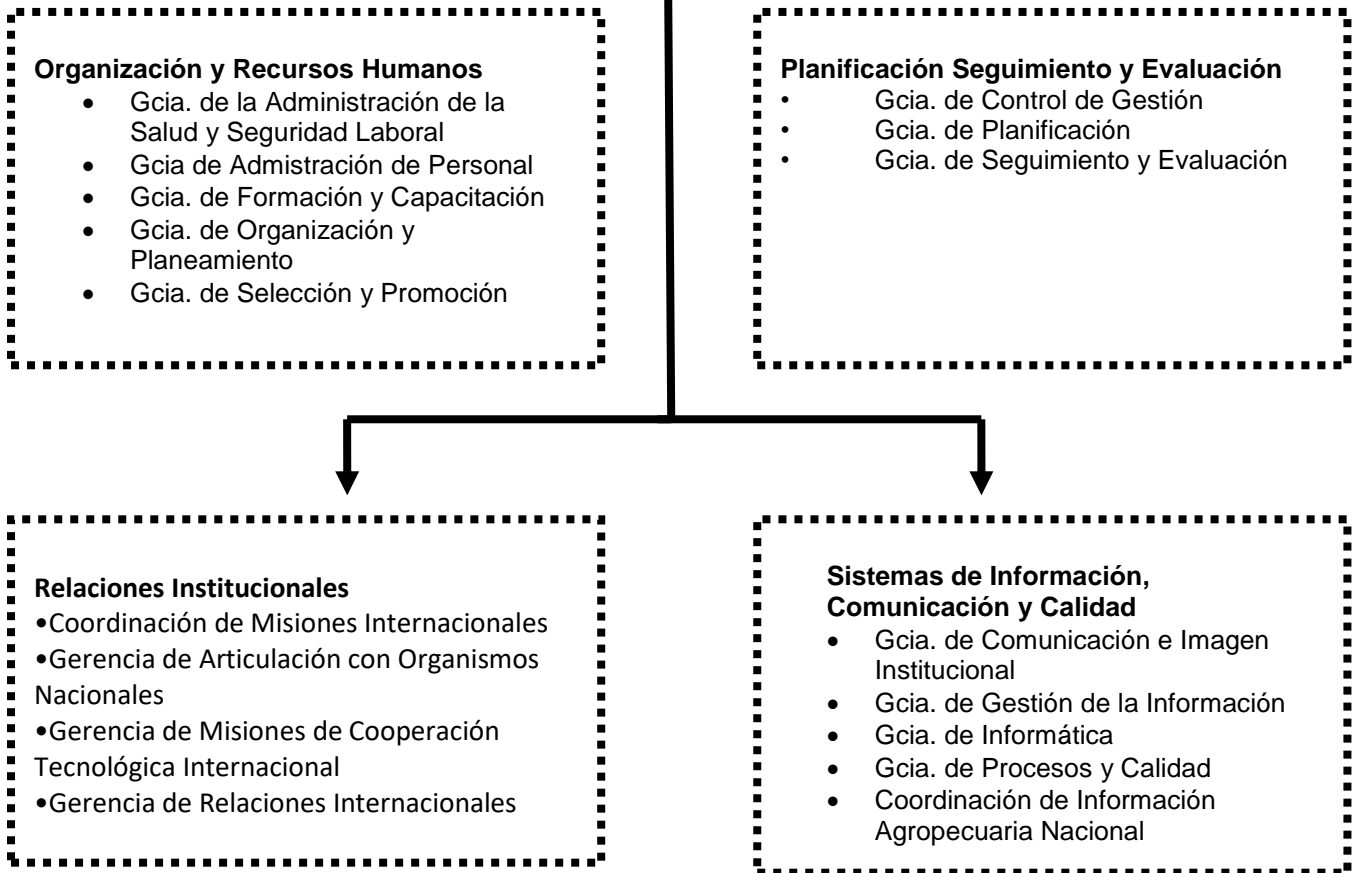 Organización y Recursos Humanos
• Gcia. de la Administración de la
Salud y Seguridad Laboral
• Gcia de Admistración de Personal
• Gcia. de Formación y Capacitación
• Gcia. de Organización y
Planeamiento
• Gcia. de Selección y Promoción
Planificación Seguimiento y Evaluación
• Gcia. de Control de Gestión
• Gcia. de Planificación
• Gcia. de Seguimiento y Evaluación
Relaciones Institucionales
•Coordinación de Misiones Internacionales
•Gerencia de Articulación con Organismos
Nacionales
•Gerencia de Misiones de Cooperación
Tecnológica Internacional
•Gerencia de Relaciones Internacionales
Sistemas de Información,
Comunicación y Calidad
• Gcia. de Comunicación e Imagen
Institucional
• Gcia. de Gestión de la Información
• Gcia. de Informática
• Gcia. de Procesos y Calidad
• Coordinación de Información
Agropecuaria Nacional